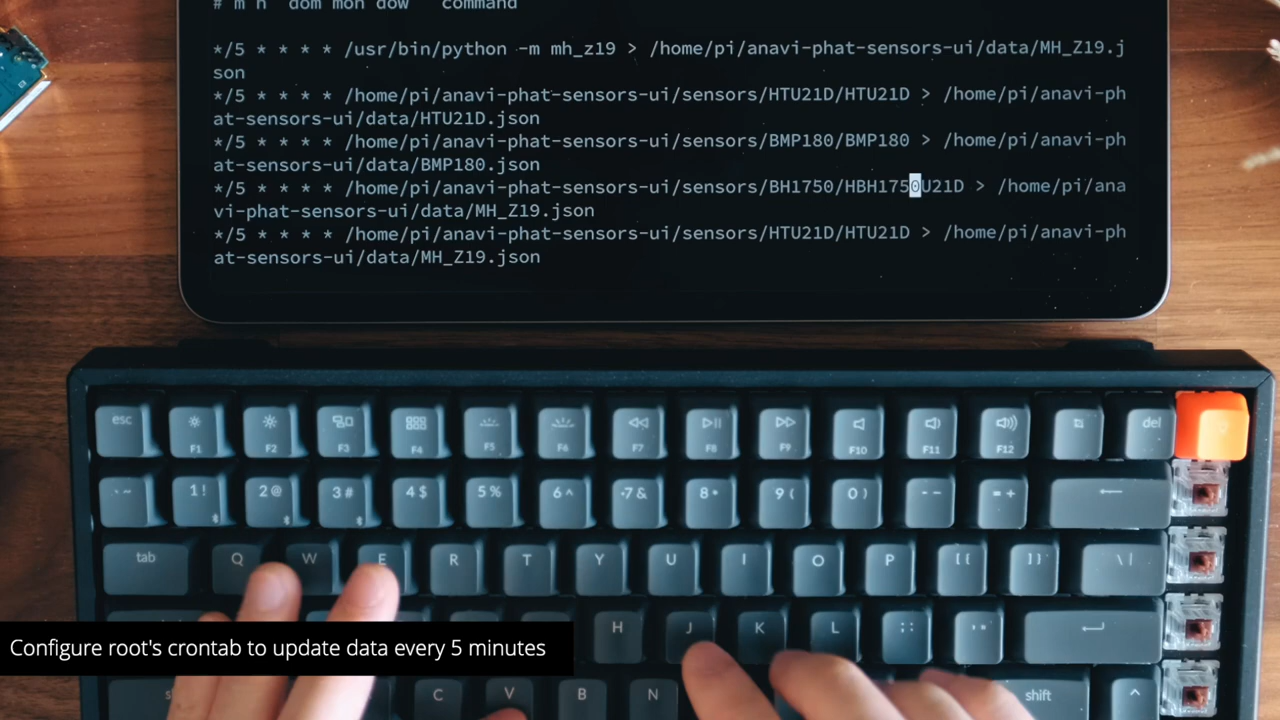 # m h  dom mon dow   command
*/5 * * * * /usr/bin/python -m mh_z19 > /home/pi/anavi-phat-sensors-ui/data/MH_Z19.j
son
*/5 * * * * /home/pi/anavi-phat-sensors-ui/sensors/HTU21D/HTU21D > /home/pi/anavi-ph
at-sensors-ui/data/HTU21D.json
*/5 * * * * /home/pi/anavi-phat-sensors-ui/sensors/BMP180/BMP180 > /home/pi/anavi-ph
at-sensors-ui/data/BMP180.json
*/5 * * * * /home/pi/anavi-phat-sensors-ui/sensors/BH1750/HBH1750U21D > /home/pi/ana
vi-phat-sensors-ui/data/MH_Z19.json
*/5 * * * * /home/pi/anavi-phat-sensors-ui/sensors/HTU21D/HTU21D > /home/pi/anavi-ph
at-sensors-ui/data/MH_Z19.json
esc F1 F2 F3 F4 F5 F6 F7 F8 F9 F10 F11 F12 del
~ 1 ! 2 @ 3 # 4 $ 5 % 6 ^ 7 & 8 * 9 ( 0 ) - = +
tab Q W E R T Y U I O P [ { ] } \ |
H J K L : ; ' "
Configure root's crontab to update data every 5 minutes
C V B N shift